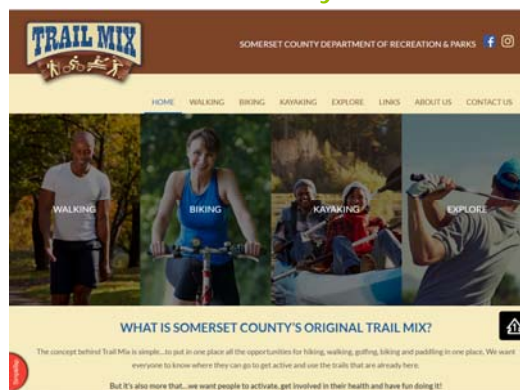 TRAIL MIX
SOMERSET COUNTY DEPARTMENT OF RECREATION & PARKS
HOME WALKING BIKING KAYAKING EXPLORE LINKS ABOUT US CONTACT US
WALKING BIKING KAYAKING EXPLORE
WHAT IS SOMERSET COUNTY'S ORIGINAL TRAIL MIX?
The concept behind Trail Mix is simple...to put in one place all the opportunities for hiking, walking, golfing, biking and paddling in one place, We want
everyone to know where they can go to get active and use the trails that are already here.
But it's also more that...we want people to activate, get involved in their health and have fun doing it!